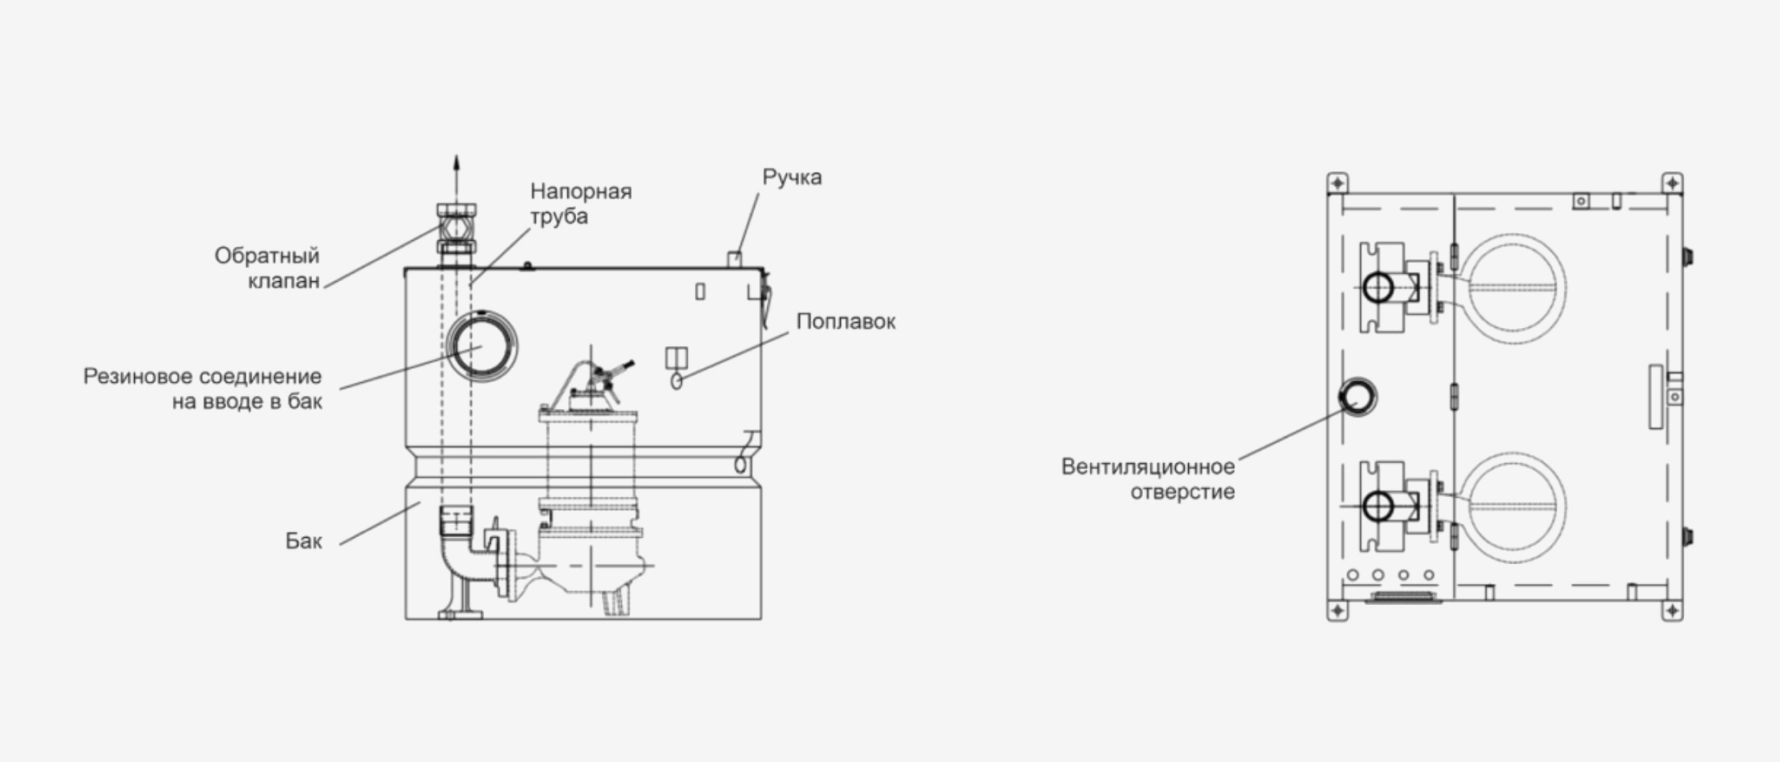 Ручка
Напорная
труба
Обратный
клапан
Поплавок
Резиновое соединение
на вводе в бак
Бак
Вентиляционное
отверстие